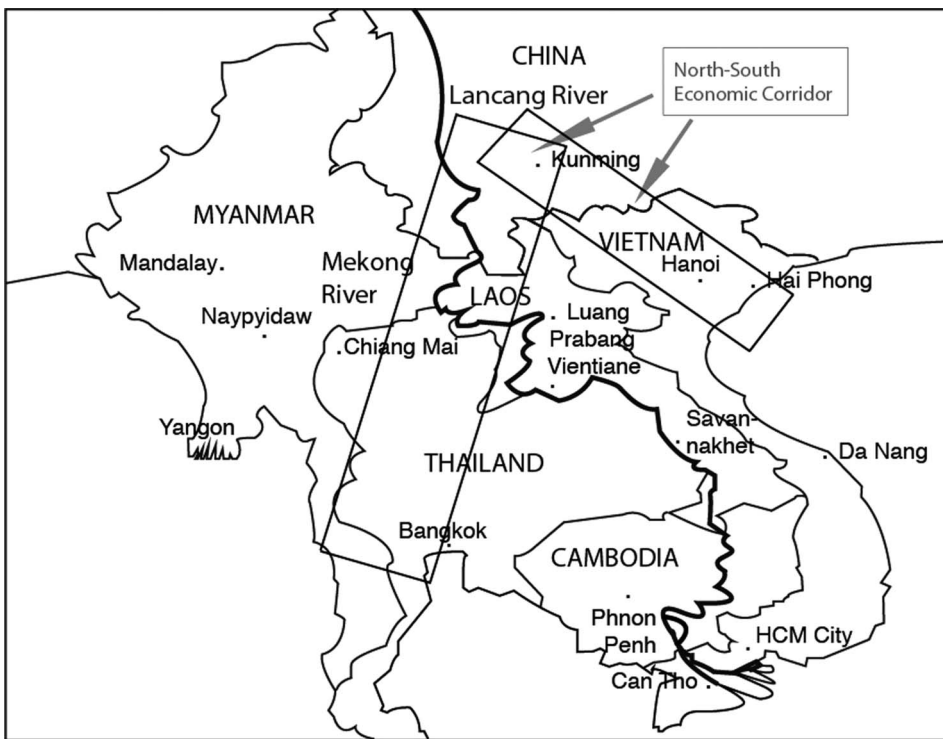 CHINA
Lancang River
North-South
Economic Corridor
Kunming
MYANMAR
VIETNAM
Mandalay
Mekong
River
Hanoi
Hai Phong
LAOS
Naypyidaw
Luang
Prabang
Chiang Mai
Vientiane
Yangon
Savan-
nakhet
Da Nang
THAILAND
Bangkok
CAMBODIA
Phnon
Penh
HCM City
Can Tho